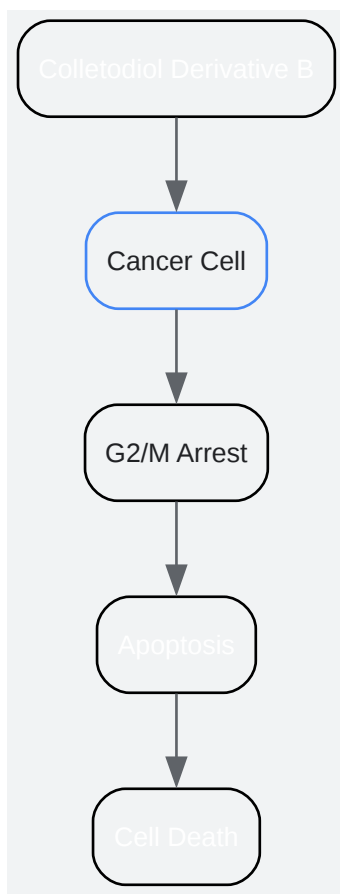 Colletodiol Derivative B
Cancer Cell
G2/M Arrest
Apoptosis
Cell Death